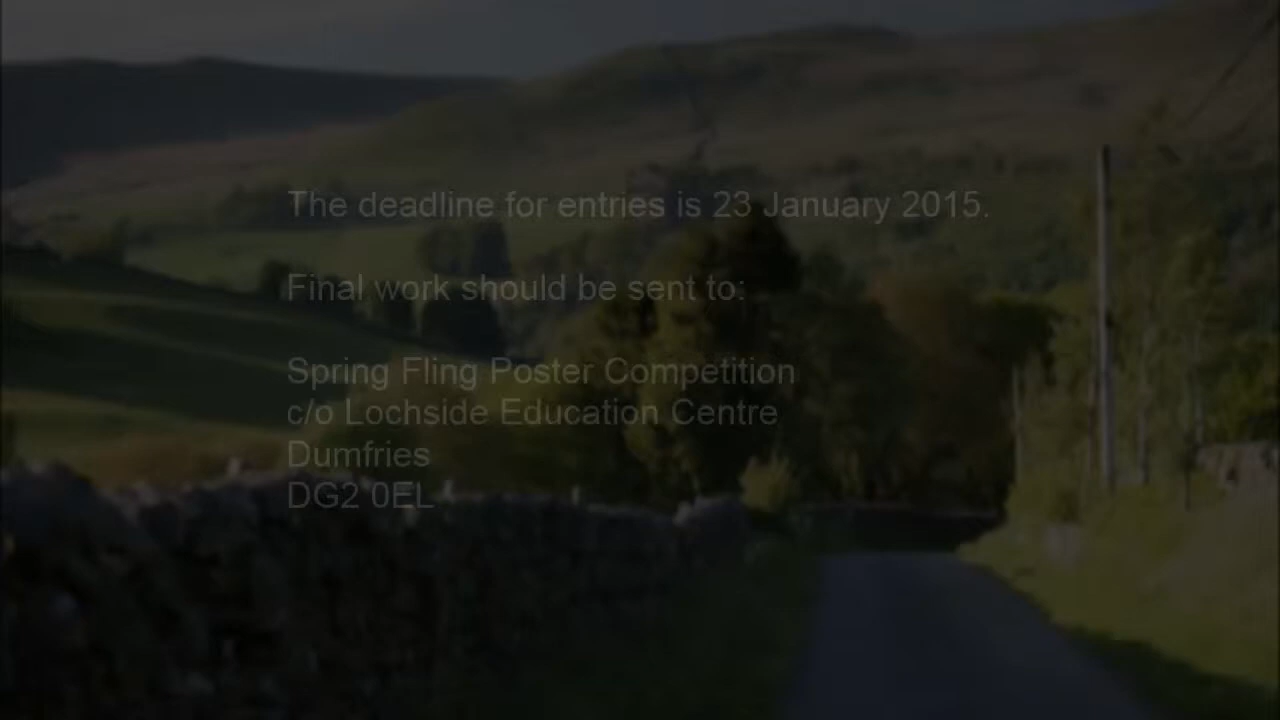 The deadline for entries is 23 January 2015.
Final work should be sent to:
Spring Fling Poster Competition
c/o Lochside Education Centre
Dumfries
DG2 0EL